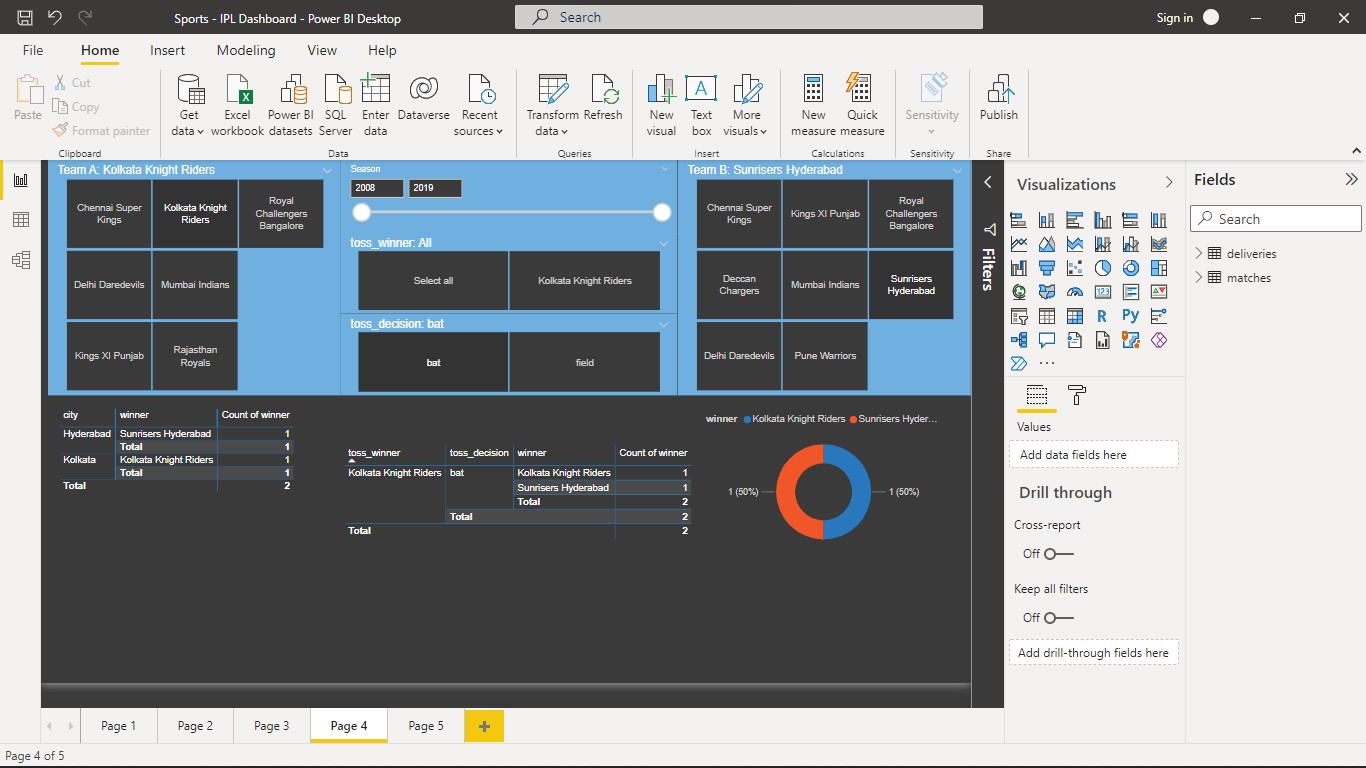 Sports - IPL Dashboard - Power BI Desktop
Search
Sign in
File Home Insert Modeling View Help
Paste
Cut
Copy
Format painter
Clipboard
Get data
Excel workbook
Power BI datasets
SQL Server
Enter data
Dataverse
Recent sources
Data
Transform data
Refresh
Queries
New visual
Text box
More visuals
Insert
New measure
Quick measure
Calculations
Sensitivity
Sensitivity
Publish
Share
Team A: Kolkata Knight Riders
Chennai Super Kings
Kolkata Knight Riders
Royal Challengers Bangalore
Delhi Daredevils
Mumbai Indians
Kings XI Punjab
Rajasthan Royals
Season
2008 2019
toss_winner: All
Select all
Kolkata Knight Riders
toss_decision: bat
bat
field
Team B: Sunrisers Hyderabad
Chennai Super Kings
Kings XI Punjab
Royal Challengers Bangalore
Deccan Chargers
Mumbai Indians
Sunrisers Hyderabad
Delhi Daredevils
Pune Warriors
city winner Count of winner
Hyderabad Sunrisers Hyderabad 1
Total 1
Kolkata Kolkata Knight Riders 1
Total 1
Total 2
toss_winner toss_decision winner Count of winner
Kolkata Knight Riders bat Kolkata Knight Riders 1
Sunrisers Hyderabad 1
Total 2
Total 2
Total 2
winner Kolkata Knight Riders Sunrisers Hyder...
1 (50%)
1 (50%)
Filters
Visualizations
R
Py
123
A
Values
Add data fields here
Drill through
Cross-report
Off
Keep all filters
Off
Add drill-through fields here
Fields
Search
deliveries
matches
Page 1 Page 2 Page 3 Page 4 Page 5 +
Page 4 of 5